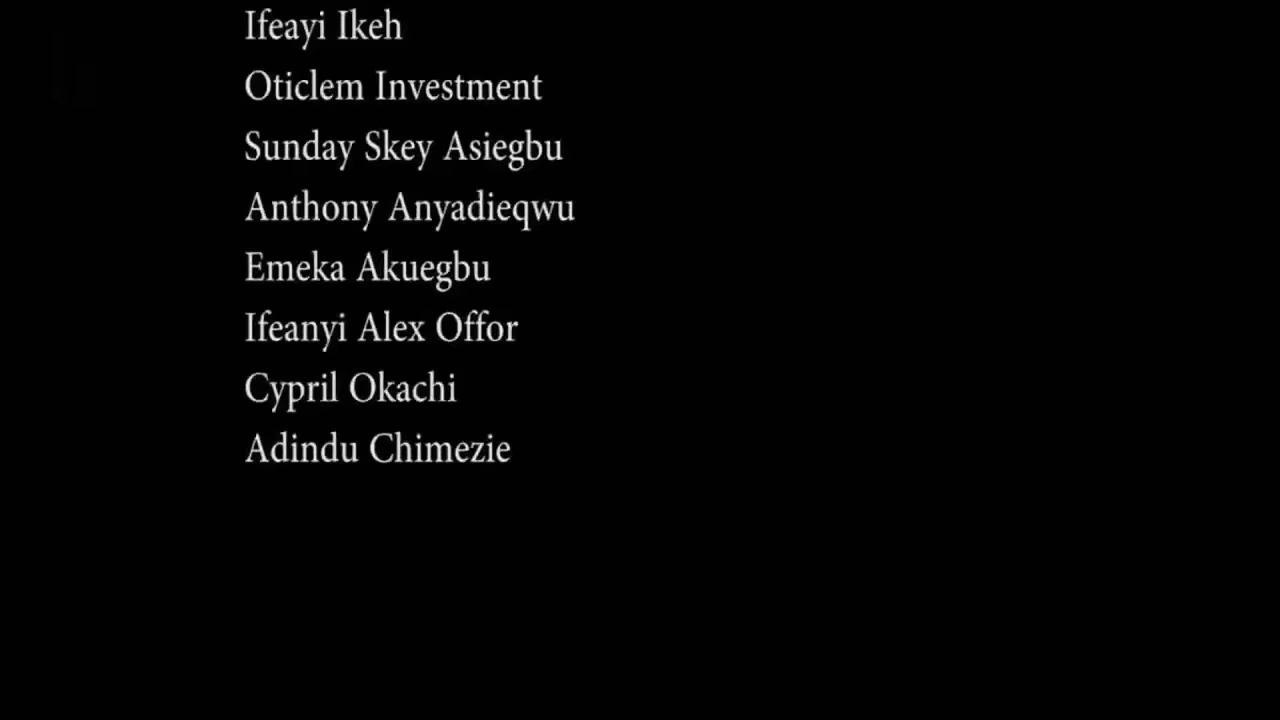 Ifeayi Ikeh
Oticlem Investment
Sunday Skey Asiegbu
Anthony Anyadieqwu
Emeka Akuegbu
Ifeanyi Alex Offor
Cypril Okachi
Adindu Chimezie